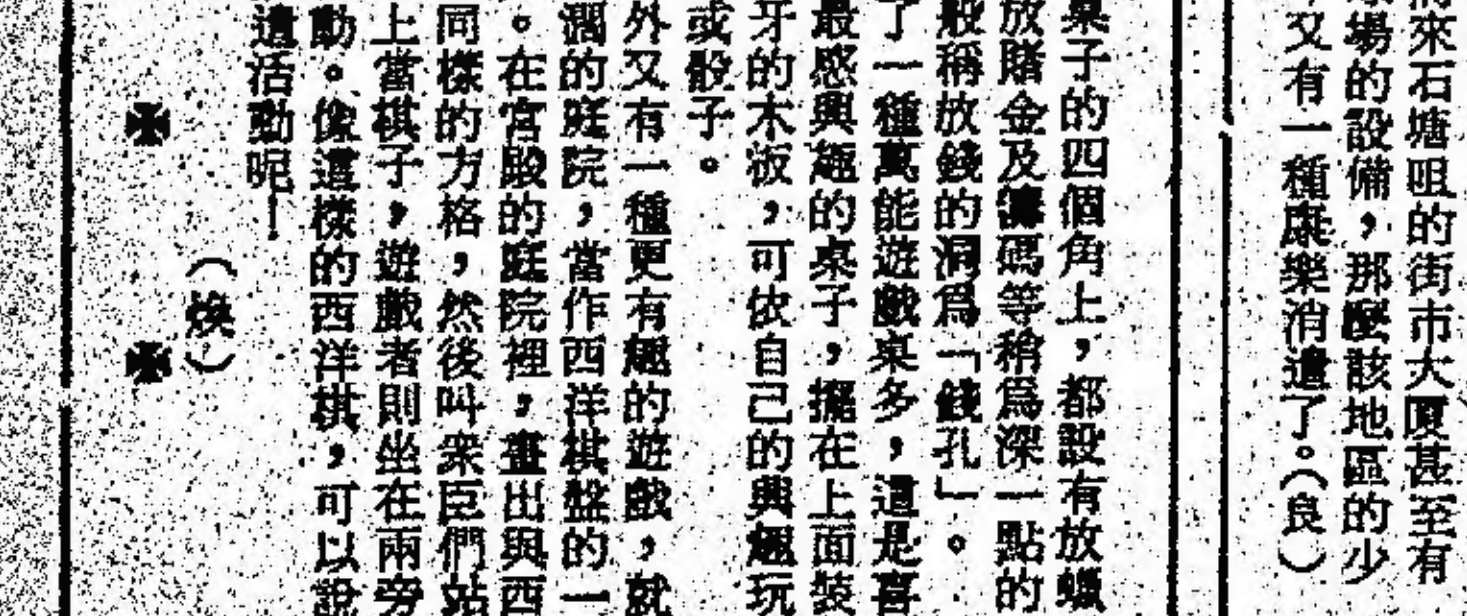 來石塘咀的街市大厦甚至有
場的設備，那麽該地區的少
又有一種康樂消遣了。（良）
桌子的四個角上，都設有放蠟
放賭金及籌碼等稍爲深一點的
般稱放錢的洞爲「錢孔」。
了一種萬能遊戲桌多，這是喜
最感興趣的桌子，擺在上面裝
牙的木板，可依自己的興趣玩
或骰子。
外又有一種更有趣的遊戲，就
濶的庭院，當作西洋棋盤的一
。在宮殿的庭院裡，畫出與西
同樣的方格，然後叫衆臣們站
上當棋子，遊戲者則坐在兩旁
動。像這樣的西洋棋，可以說
遣活動呢！
（煥）